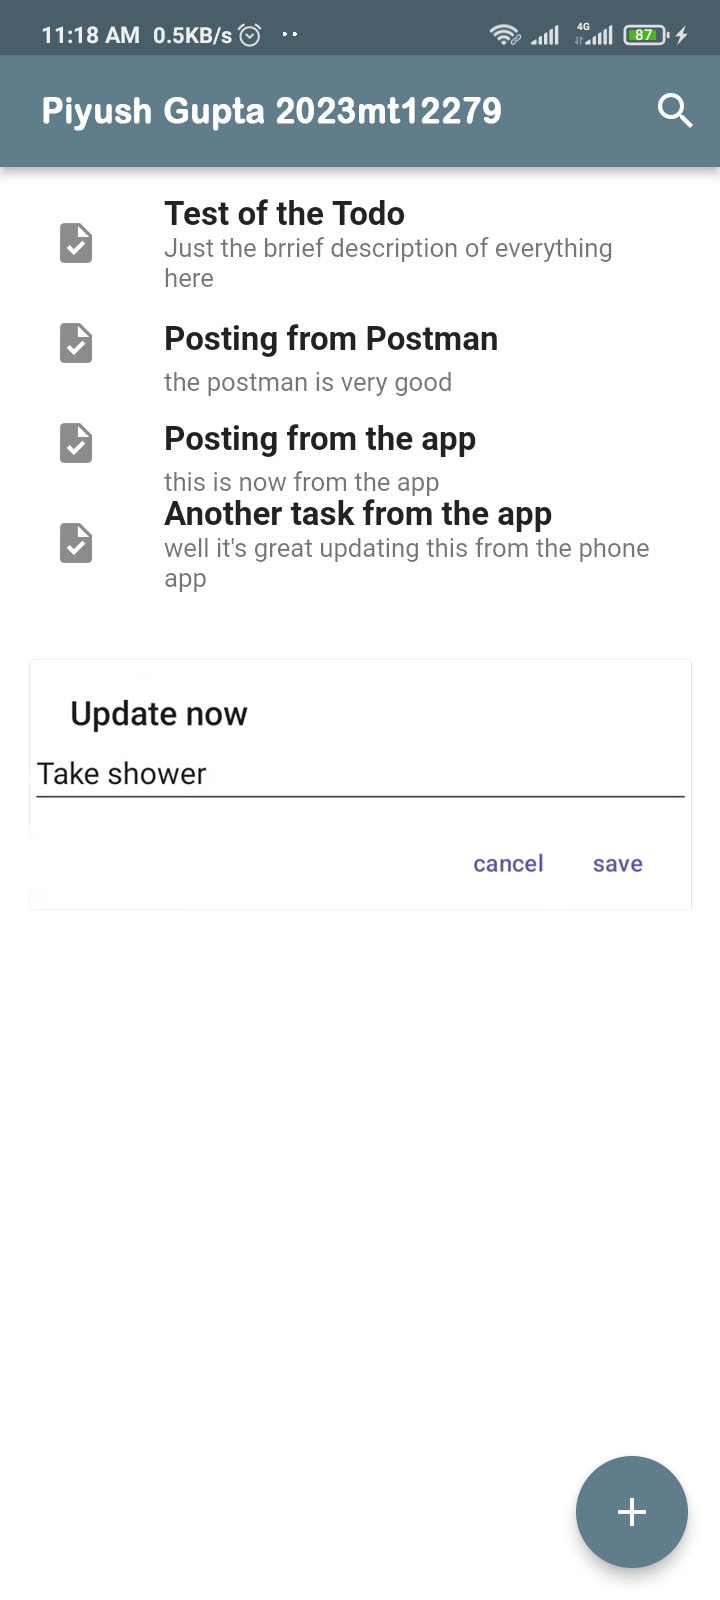 11:18 AM 0.5KB/s 4G 87
Piyush Gupta 2023mt12279
Test of the Todo
Just the brrief description of everything
here
Posting from Postman
the postman is very good
Posting from the app
this is now from the app
Another task from the app
well it's great updating this from the phone
app
Update now
Take shower
cancel save
+